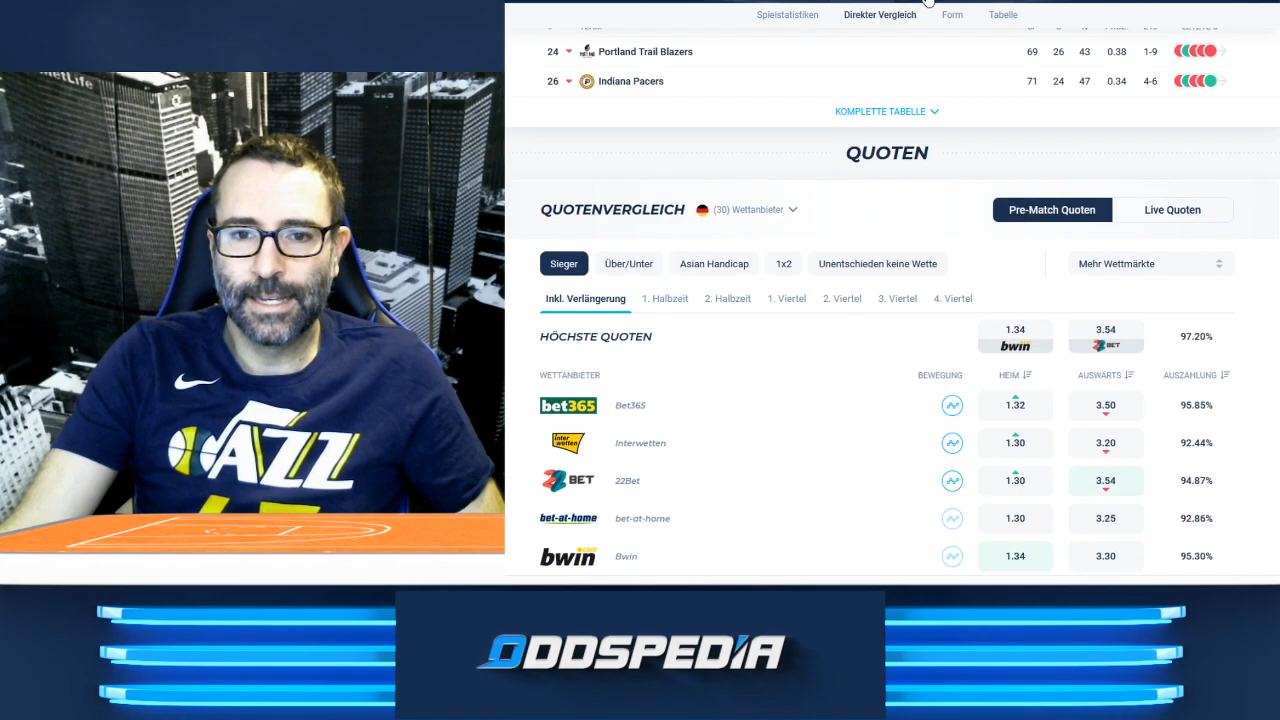 Spielstatistiken Direkter Vergleich Form Tabelle
24 Portland Trail Blazers 69 26 43 0.38 1-9
26 Indiana Pacers 71 24 47 0.34 4-6
KOMPLETTE TABELLE
QUOTEN
QUOTENVERGLEICH (30) Wettanbieter Pre-Match Quoten Live Quoten
Sieger Über/Unter Asian Handicap 1x2 Unentschieden keine Wette Mehr Wettmärkte
Inkl. Verlängerung 1. Halbzeit 2. Halbzeit 1. Viertel 2. Viertel 3. Viertel 4. Viertel
HÖCHSTE QUOTEN 1.34 bwin 3.54 22BET 97.20%
WETTANBIETER BEWEGUNG HEIM AUSWÄRTS AUSZAHLUNG
bet365 Bet365 1.32 3.50 95.85%
inter wetten Interwetten 1.30 3.20 92.44%
22BET 22Bet 1.30 3.54 94.87%
bet-at-home bet-at-home 1.30 3.25 92.86%
bwin.com Bwin 1.34 3.30 95.30%
JAZZ
ODDSPEDIA